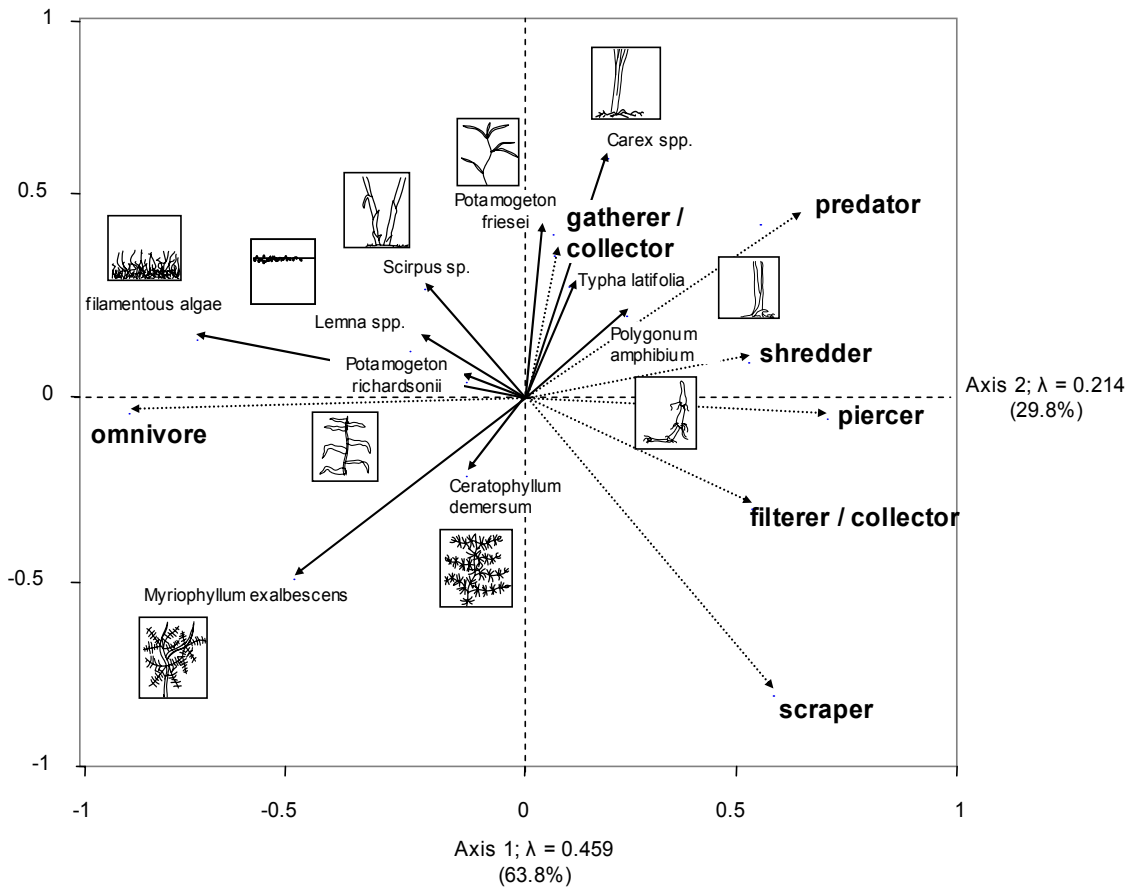 1
Carex spp.
0.5
Potamogeton
friesei
gatherer /
collector
predator
Scirpus sp.
Typha latifolia
filamentous algae
Lemna spp.
Polygonum
amphibium
shredder
Potamogeton
richardsonii
0
Axis 2; λ = 0.214
(29.8%)
omnivore
piercer
Ceratophyllum
demersum
filterer / collector
-0.5
Myriophyllum exalbescens
scraper
-1
-1
-0.5
0
0.5
1
Axis 1; λ = 0.459
(63.8%)